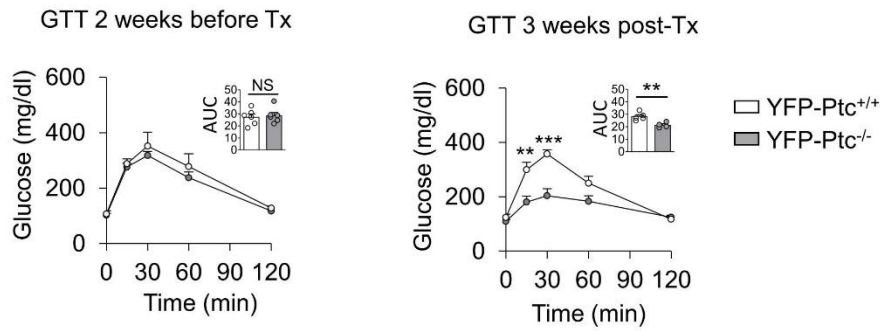 GTT 2 weeks before Tx
600
400
200
0
Glucose (mg/dl)
0 30 60 90 120
Time (min)
50
40
30
20
10
0
AUC
NS
GTT 3 weeks post-Tx
600
400
200
0
Glucose (mg/dl)
** ***
0 30 60 90 120
Time (min)
50
40
30
20
10
0
AUC
**
YFP-Ptc+/+
YFP-Ptc-/-